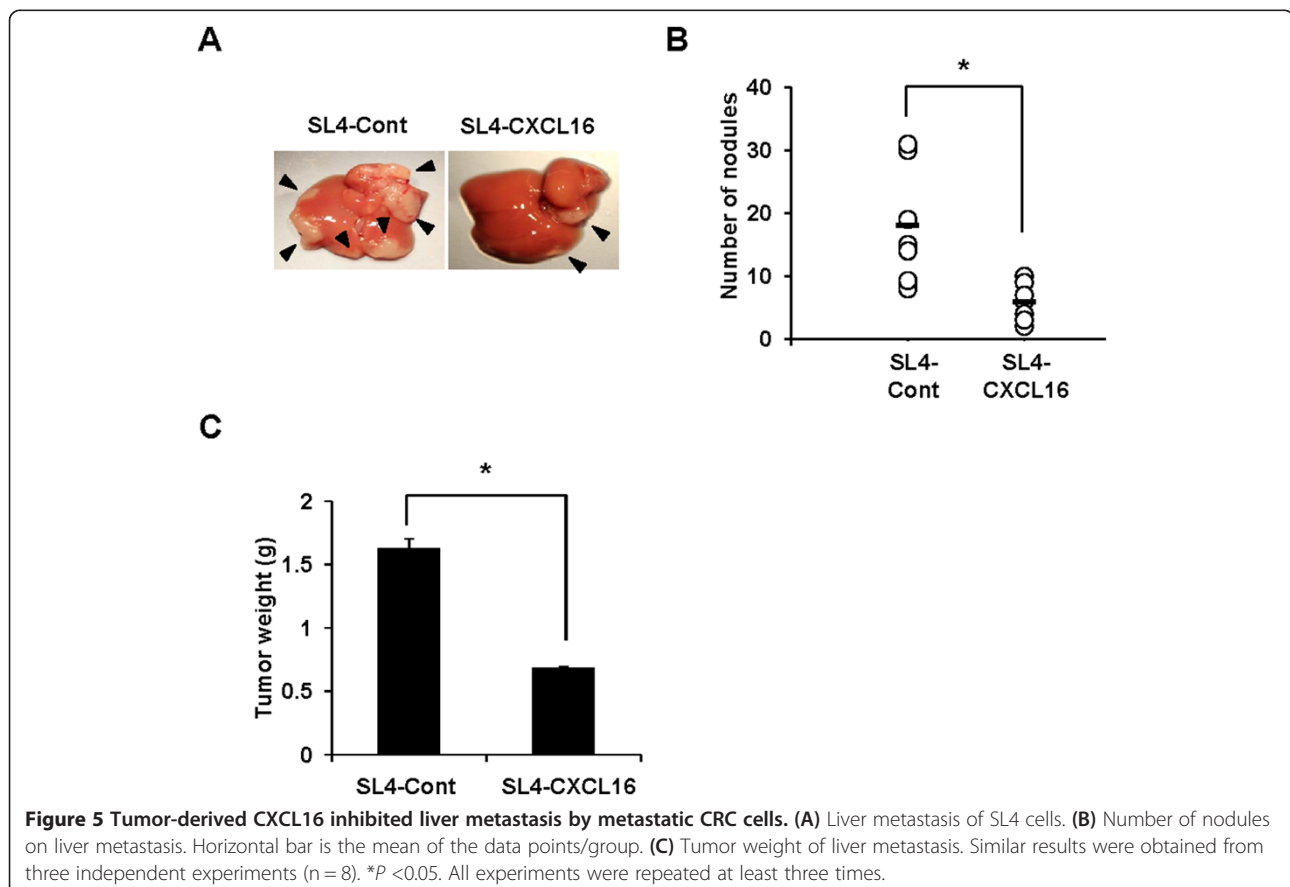 A
SL4-Cont SL4-CXCL16
B
*
Number of nodules
40
30
20
10
0
SL4-
Cont
SL4-
CXCL16
C
*
Tumor weight (g)
2
1.5
1
0.5
0
SL4-Cont SL4-CXCL16
Figure 5 Tumor-derived CXCL16 inhibited liver metastasis by metastatic CRC cells. (A) Liver metastasis of SL4 cells. (B) Number of nodules
on liver metastasis. Horizontal bar is the mean of the data points/group. (C) Tumor weight of liver metastasis. Similar results were obtained from
three independent experiments (n = 8). *P <0.05. All experiments were repeated at least three times.